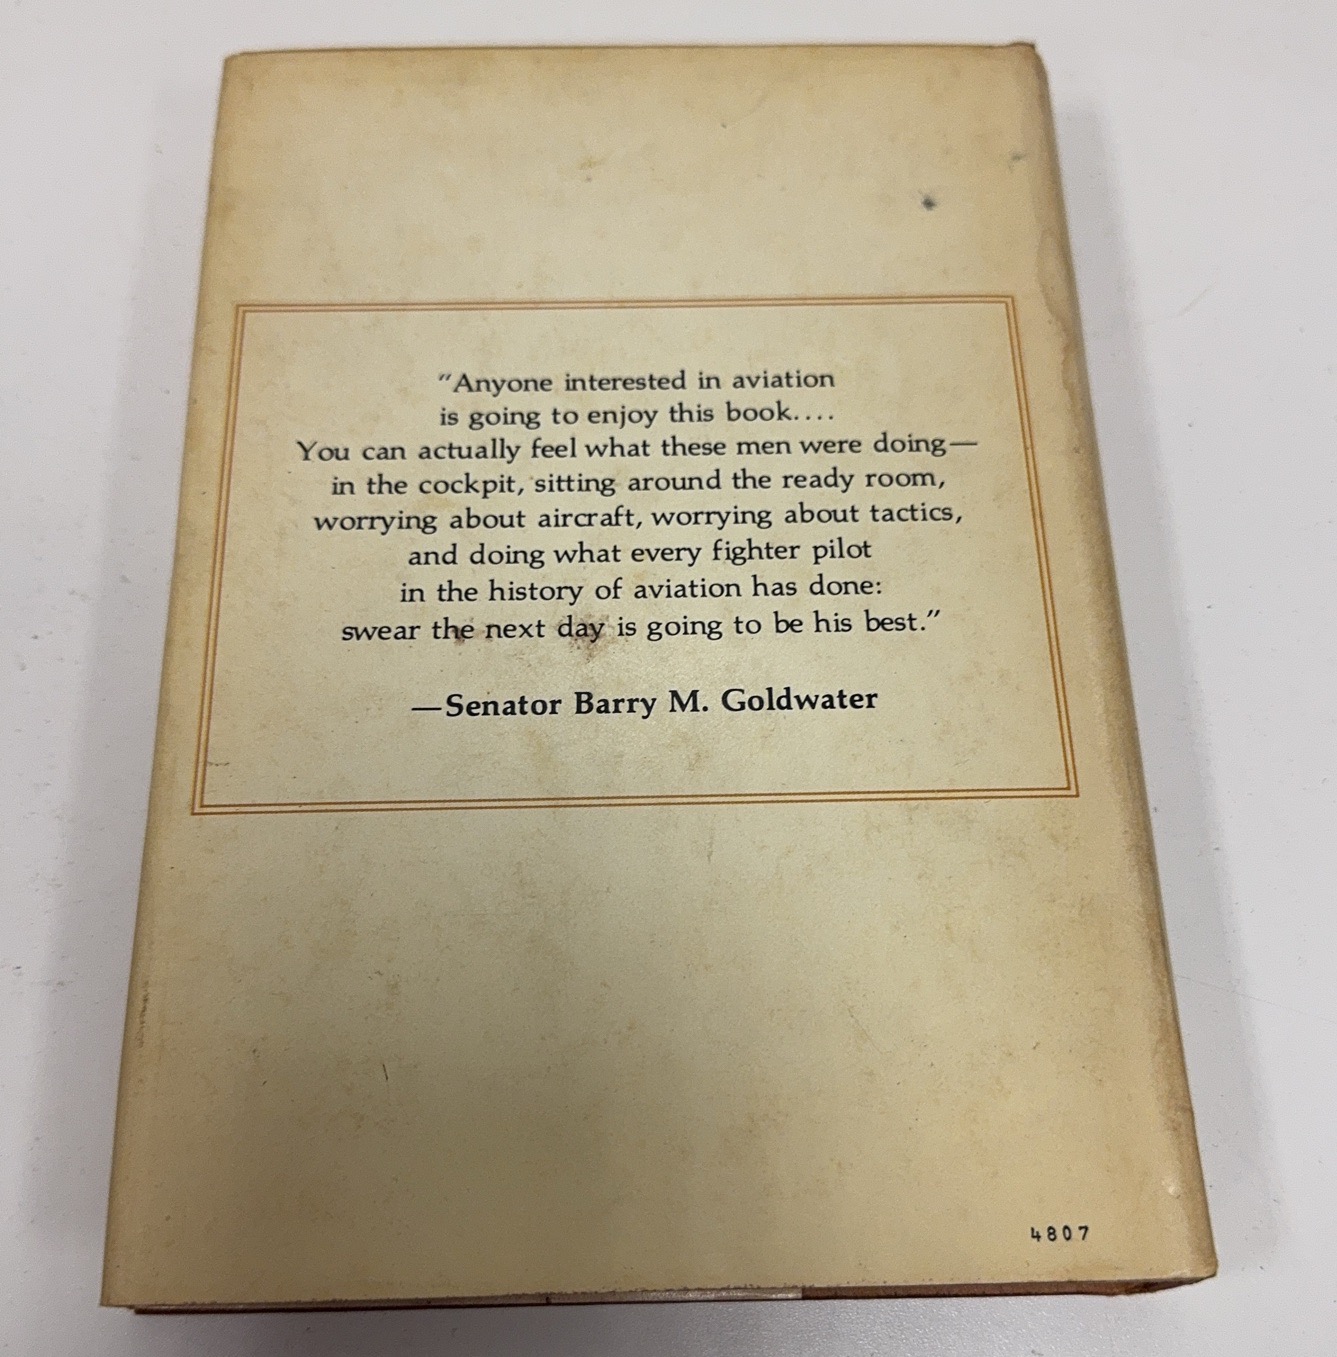 “Anyone interested in aviation
is going to enjoy this book....
You can actually feel what these men were doing—
in the cockpit, sitting around the ready room,
worrying about aircraft, worrying about tactics,
and doing what every fighter pilot
in the history of aviation has done:
swear the next day is going to be his best.”
—Senator Barry M. Goldwater
4807